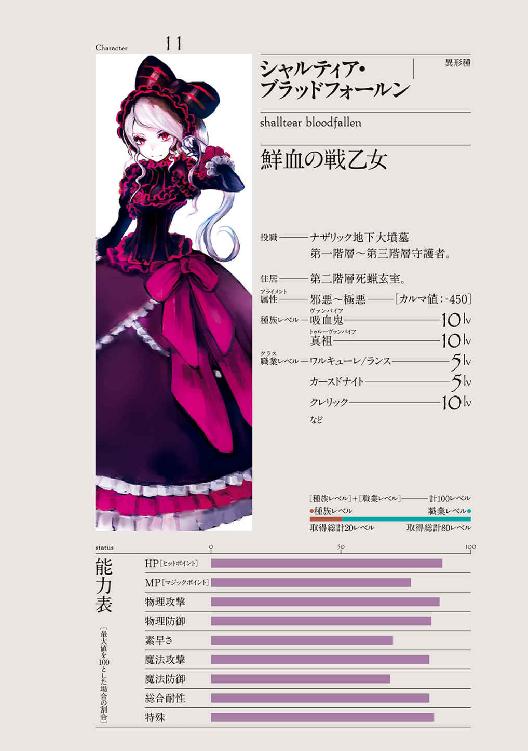 Character 11
シャルティア・
ブラッドフォールン
異形種
shalltear bloodfallen
鮮血の戦乙女
役職 ナザリック地下大墳墓
第一階層~第三階層守護者。
住居 第二階層死蝋玄室。
アライメント
属性 邪悪~極悪 [カルマ値:-450]
ヴァンパイア
種族レベル 吸血鬼 10lv
トゥルーヴァンパイア
真祖 10lv
クラス
職業レベル ワルキューレ/ランス 5lv
カースドナイト 5lv
クレリック 10lv
など
[種族レベル]+[職業レベル] 計100レベル
種族レベル 職業レベル
取得総計20レベル 取得総計80レベル
status 0 50 100
能力表
[最大値を100とした場合の割合]
HP[ヒットポイント]
MP[マジックポイント]
物理攻撃
物理防御
素早さ
魔法攻撃
魔法防御
総合耐性
特殊